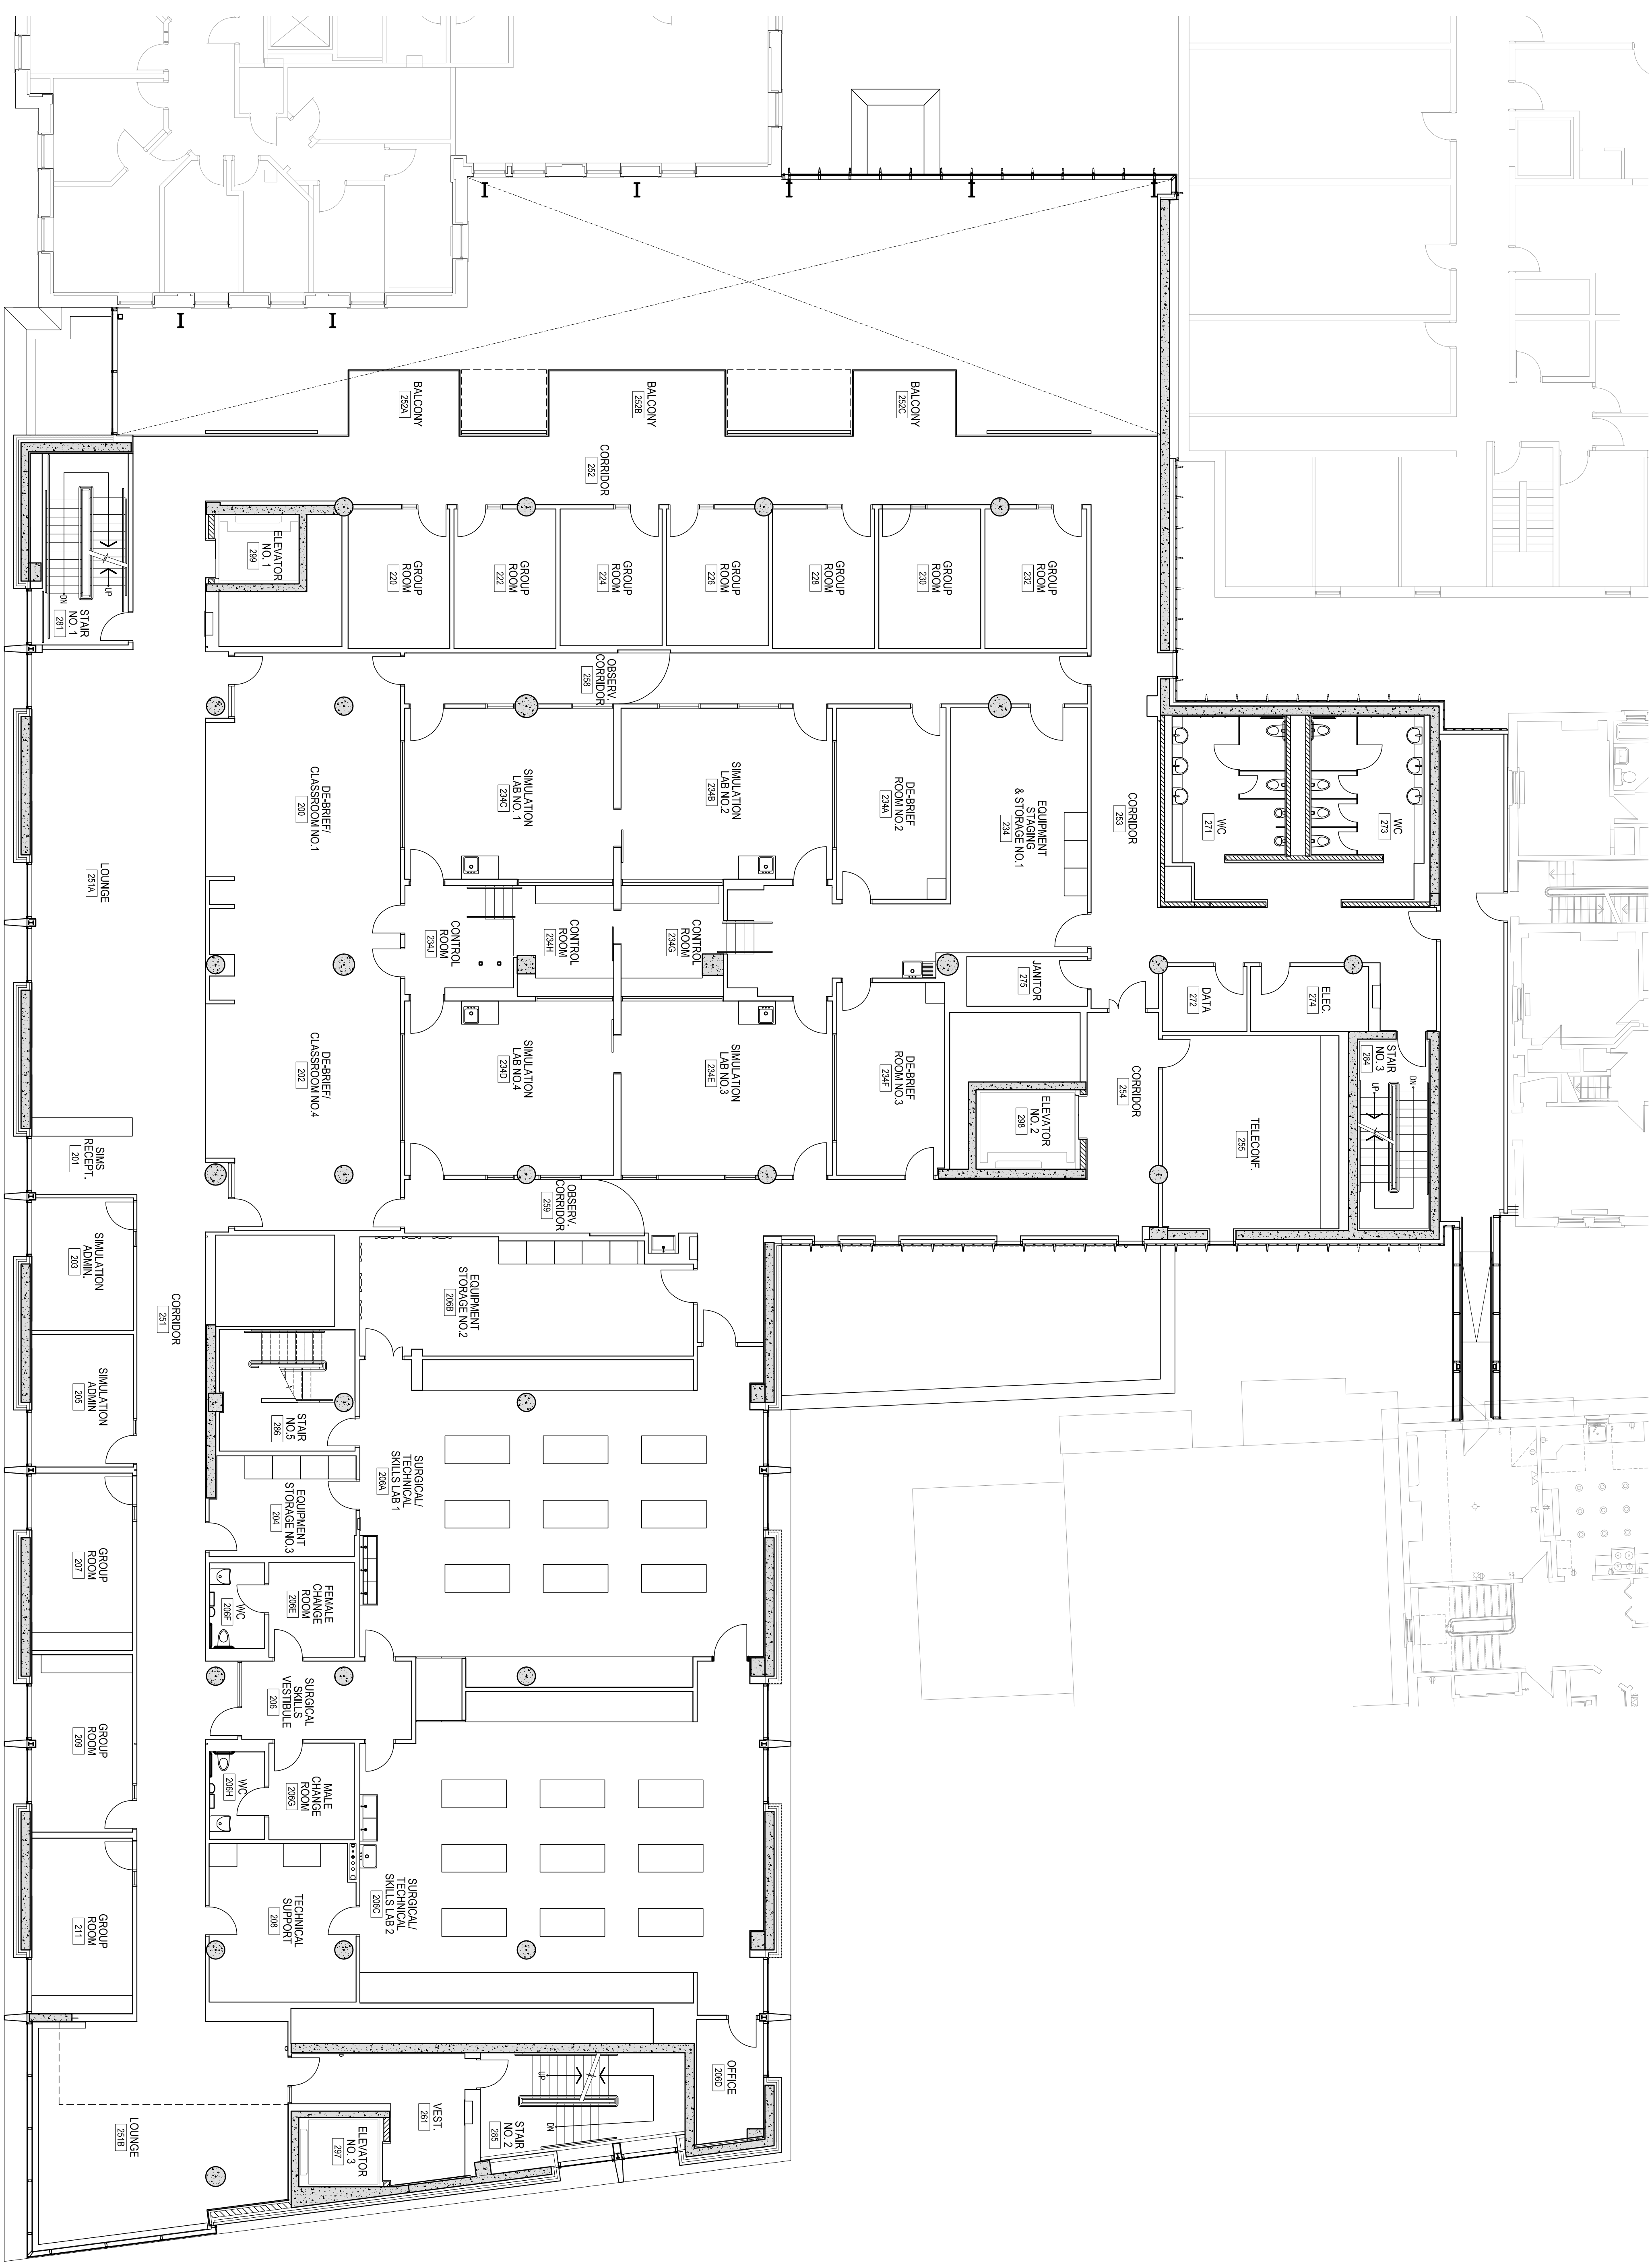 BALCONY
252A
BALCONY
252B
BALCONY
252C
CORRIDOR
252
ELEVATOR
NO. 1
299
GROUP
ROOM
220
GROUP
ROOM
222
GROUP
ROOM
224
GROUP
ROOM
226
GROUP
ROOM
228
GROUP
ROOM
230
GROUP
ROOM
232
UP
DN
STAIR
NO. 1
281
OBSERV.
CORRIDOR
258
DE-BRIEF/
CLASSROOM NO.1
200
SIMULATION
LAB NO. 1
234C
SIMULATION
LAB NO.2
234B
DE-BRIEF
ROOM NO.2
234A
EQUIPMENT
STAGING
& STORAGE NO.1
234
CORRIDOR
253
WC
271
WC
273
LOUNGE
251A
CONTROL
ROOM
234J
CONTROL
ROOM
234H
CONTROL
ROOM
234G
JANITOR
275
DATA
272
ELEC.
274
STAIR
NO. 3
284
UP
DN
DE-BRIEF/
CLASSROOM NO.4
202
SIMULATION
LAB NO.4
234D
SIMULATION
LAB NO.3
234E
DE-BRIEF
ROOM NO.3
234F
ELEVATOR
NO. 2
298
CORRIDOR
254
TELECONF.
255
SIMS
RECEPT.
201
OBSERV.
CORRIDOR
259
SIMULATION
ADMIN.
203
CORRIDOR
251
EQUIPMENT
STORAGE NO.2
206B
SIMULATION
ADMIN
205
STAIR
NO.5
286
SURGICAL/
TECHNICAL
SKILLS LAB 1
206A
EQUIPMENT
STORAGE NO.3
204
GROUP
ROOM
207
WC
206F
FEMALE
CHANGE
ROOM
206E
SURGICAL
SKILLS
VESTIBULE
206
GROUP
ROOM
209
WC
206H
MALE
CHANGE
ROOM
206G
SURGICAL/
TECHNICAL
SKILLS LAB 2
206C
TECHNICAL
SUPPORT
208
GROUP
ROOM
211
OFFICE
206D
UP
DN
STAIR
NO. 2
285
VEST.
261
ELEVATOR
NO. 3
297
LOUNGE
251B